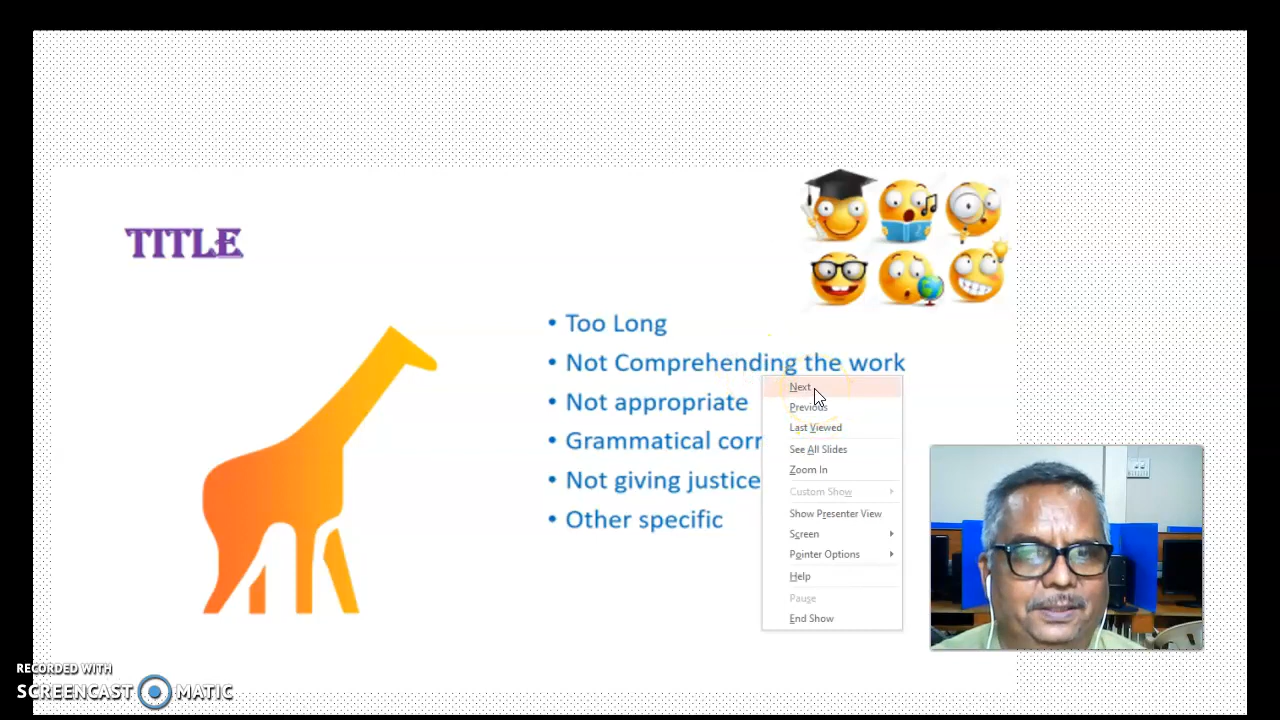 TITLE
• Too Long
• Not Comprehending the work
• Not appropriate
• Grammatical corr
• Not giving justice
• Other specific
Next
Previous
Last Viewed
See All Slides
Zoom In
Custom Show
Show Presenter View
Screen
Pointer Options
Help
Pause
End Show
RECORDED WITH
SCREENCAST MATIC